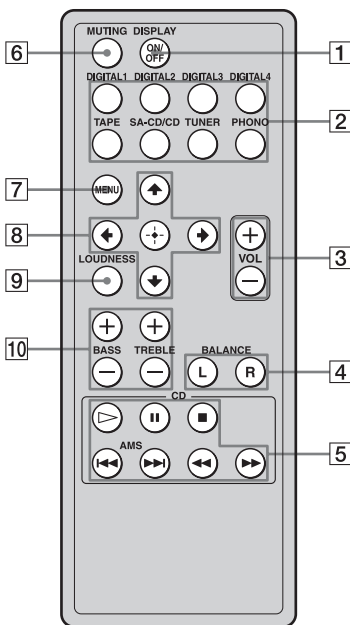 MUTING DISPLAY
6 ON/ 1
OFF
DIGITAL1 DIGITAL2 DIGITAL3 DIGITAL4
2
TAPE SA-CD/CD TUNER PHONO
7 MENU
8
VOL 3
LOUDNESS
9
10
BASS TREBLE BALANCE
L R 4
CD
AMS 5